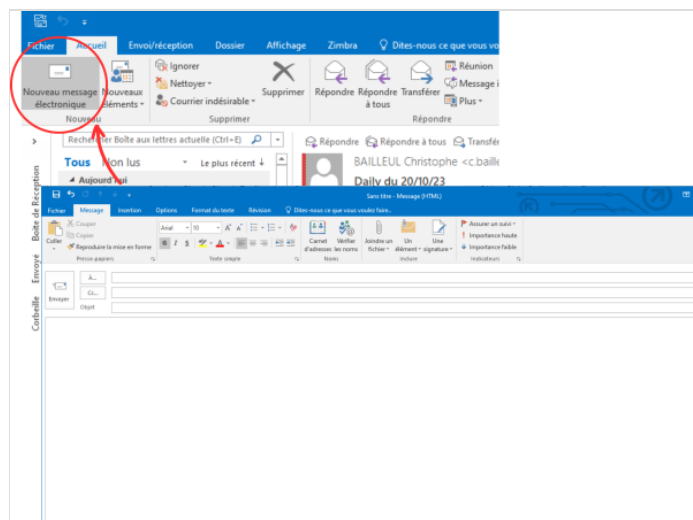 Fichier Accueil Envoi/réception Dossier Affichage Zimbra Dites-nous ce que vous vo
Nouveau message électronique
Nouveaux éléments
Nouveau
Ignorer
Nettoyer
Courrier indésirable
Supprimer
Supprimer
Répondre
Répondre à tous
Transférer
Réunion
Message i
Plus
Répondre
Rechercher Boîte aux lettres actuelle (Ctrl+E)
Répondre Répondre à tous Transfér
Tous Non lus Le plus récent
BAILLEUL Christophe <c.baille
Aujourd'hui
Daily du 20/10/23
Boîte de Réception
Envoyé
Corbeille
Sans titre - Message (HTML)
Fichier Message Insertion Options Format du texte Révision Dites-nous ce que vous voulez faire..
Coller
Couper
Copier
Reproduire la mise en forme
Presse-papiers
Arial 10
G I S
Texte simple
Carnet d'adresses
Vérifier les noms
Noms
Joindre un fichier
Un élément
Une signature
Inclure
Assurer un suivi
Importance haute
Importance faible
Indicateurs
Envoyer
À...
Cc...
Objet